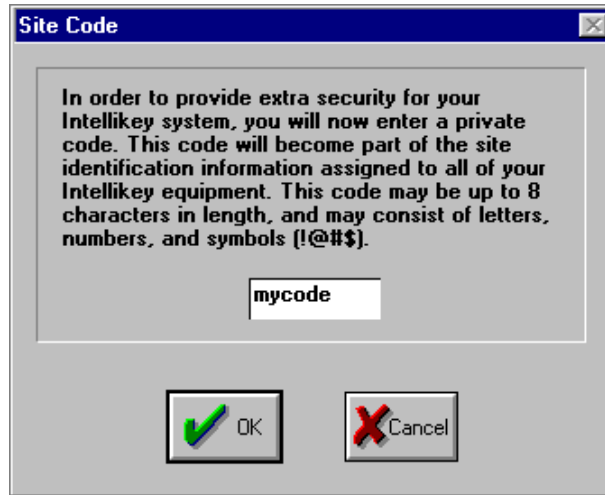 Site Code
In order to provide extra security for your
Intellikey system, you will now enter a private
code. This code will become part of the site
identification information assigned to all of your
Intellikey equipment. This code may be up to 8
characters in length, and may consist of letters,
numbers, and symbols (!@#$).
mycode
OK
Cancel